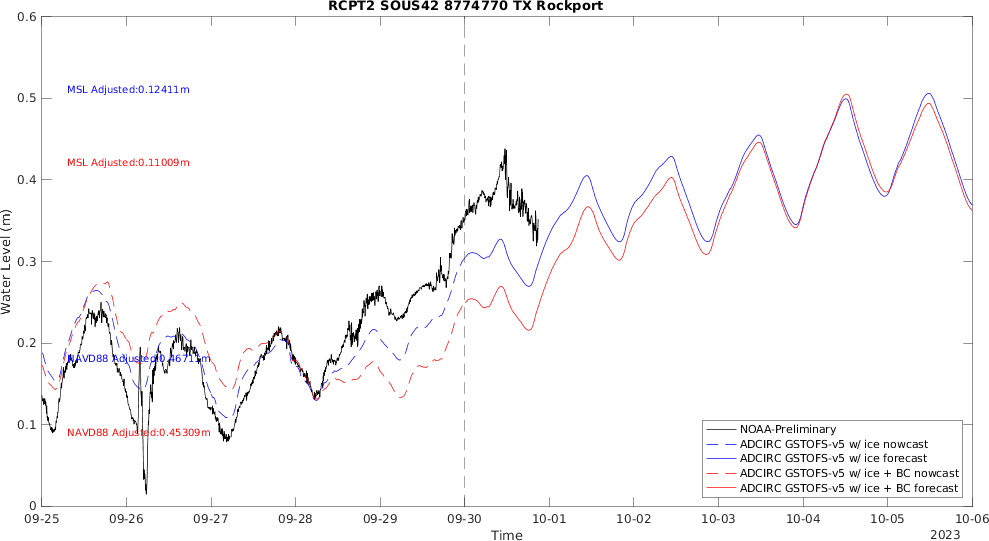 RCPT2 SOUS42 8774770 TX Rockport
0.6
0.5
0.4
0.3
0.2
0.1
0
Water Level (m)
MSL Adjusted:0.12411m
MSL Adjusted:0.11009m
NAVD88 Adjusted:0.46711m
NAVD88 Adjusted:0.45309m
NOAA-Preliminary
ADCIRC GSTOFS-v5 w/ ice nowcast
ADCIRC GSTOFS-v5 w/ ice forecast
ADCIRC GSTOFS-v5 w/ ice + BC nowcast
ADCIRC GSTOFS-v5 w/ ice + BC forecast
09-25 09-26 09-27 09-28 09-29 09-30 10-01 10-02 10-03 10-04 10-05 10-06
Time
2023